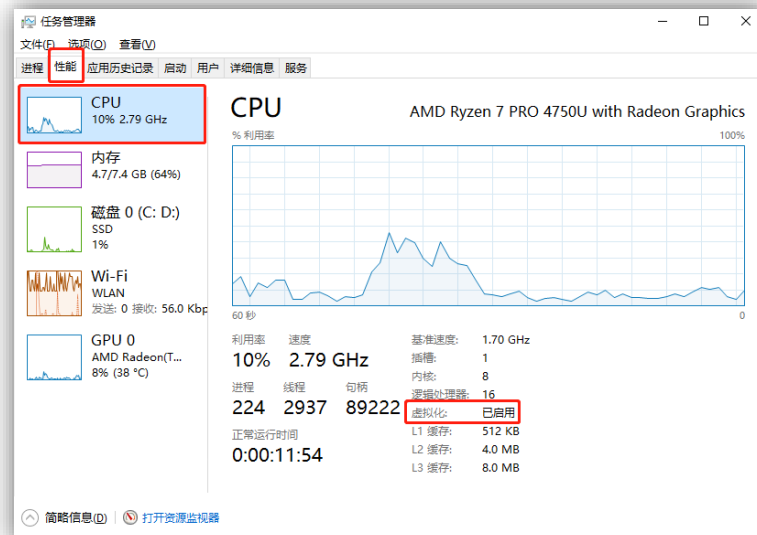 任务管理器
文件(F) 选项(O) 查看(V)
进程 性能 应用历史记录 启动 用户 详细信息 服务
CPU
10% 2.79 GHz
内存
4.7/7.4 GB (64%)
磁盘 0 (C: D:)
SSD
1%
Wi-Fi
WLAN
发送: 0 接收: 56.0 Kbp
GPU 0
AMD Radeon(T...
8% (38 °C)
CPU AMD Ryzen 7 PRO 4750U with Radeon Graphics
% 利用率 100%
60 秒 0
利用率 速度
10% 2.79 GHz
进程 线程 句柄
224 2937 89222
正常运行时间
0:00:11:54
基准速度: 1.70 GHz
插槽: 1
内核: 8
逻辑处理器: 16
虚拟化: 已启用
L1 缓存: 512 KB
L2 缓存: 4.0 MB
L3 缓存: 8.0 MB
简略信息(D) 打开资源监视器